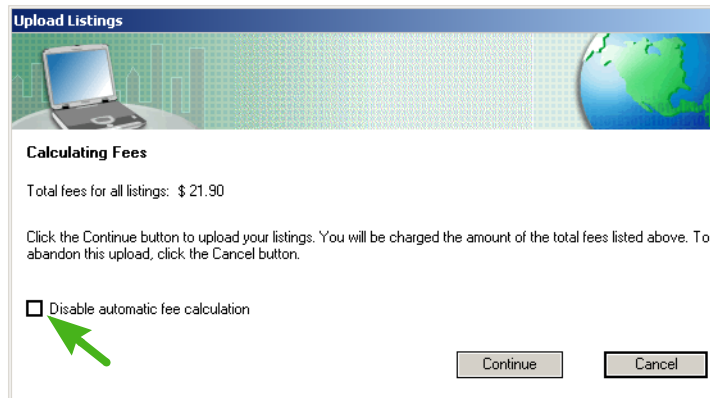 Upload Listings
Calculating Fees
Total fees for all listings: $ 21.90
Click the Continue button to upload your listings. You will be charged the amount of the total fees listed above. To
abandon this upload, click the Cancel button.
Disable automatic fee calculation
Continue Cancel